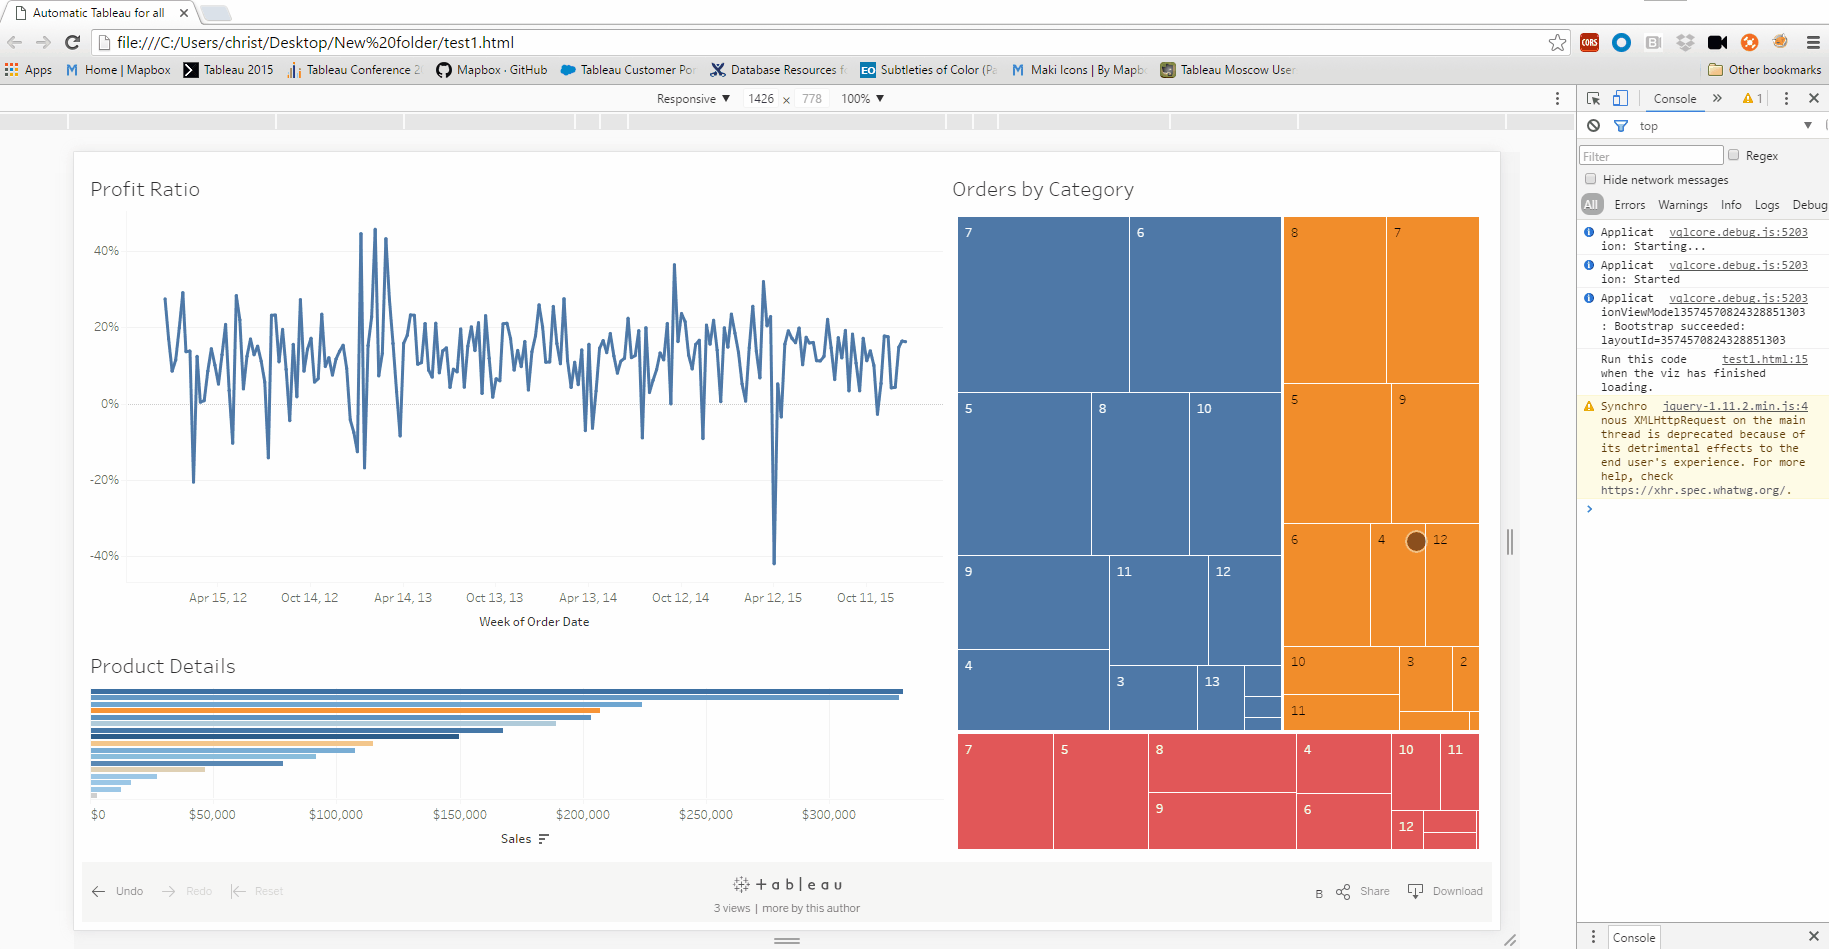 Automatic Tableau for all
file:///C:/Users/christ/Desktop/New%20folder/test1.html
CORS
Apps
Home | Mapbox
Tableau 2015
Tableau Conference 2
Mapbox · GitHub
Tableau Customer Por
Database Resources f
EO Subtleties of Color (Pa
Maki Icons | By Mapb
Tableau Moscow User
Other bookmarks
Responsive ▼ 1426 x 778 100% ▼
Console » 1
top
Filter
Regex
Hide network messages
All Errors Warnings Info Logs Debug
Applicat vqlcore.debug.js:5203
ion: Starting...
Applicat vqlcore.debug.js:5203
ion: Started
Applicat vqlcore.debug.js:5203
ionViewModel3574570824328851303
: Bootstrap succeeded:
layoutId=3574570824328851303
Run this code test1.html:15
when the viz has finished
loading.
Synchro jquery-1.11.2.min.js:4
nous XMLHttpRequest on the main
thread is deprecated because of
its detrimental effects to the
end user's experience. For more
help, check
https://xhr.spec.whatwg.org/.
Console
Profit Ratio
40%
20%
0%
-20%
-40%
Apr 15, 12 Oct 14, 12 Apr 14, 13 Oct 13, 13 Apr 13, 14 Oct 12, 14 Apr 12, 15 Oct 11, 15
Week of Order Date
Product Details
$0 $50,000 $100,000 $150,000 $200,000 $250,000 $300,000
Sales
Orders by Category
7 6 8 7
5 8 10 5 9
9 11 12 6 4 12
4 3 13 10 3 2
11
7 5 8 4 10 11
9 6 12
Undo Redo Reset
+ a b | e a u
3 views | more by this author
B Share Download